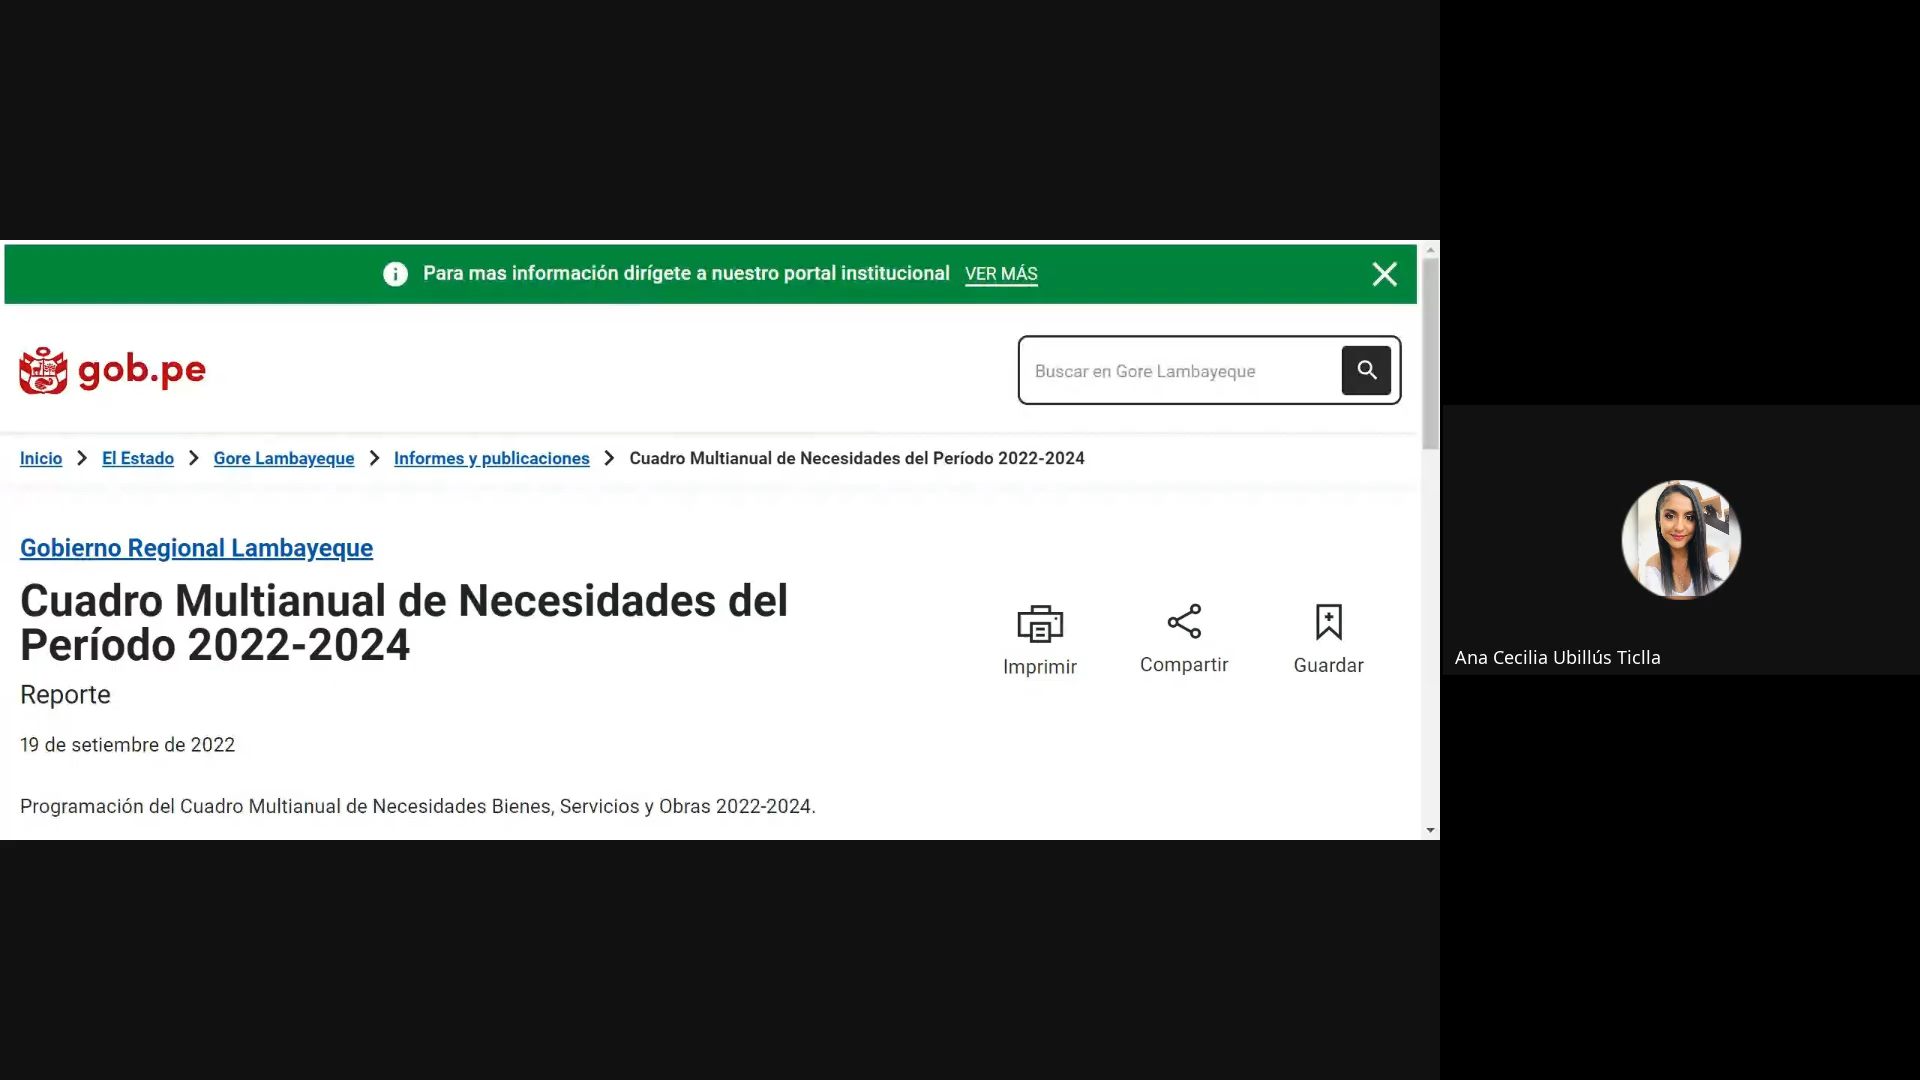 Para mas información dirígete a nuestro portal institucional VER MÁS
gob.pe
Buscar en Gore Lambayeque
Inicio El Estado Gore Lambayeque Informes y publicaciones Cuadro Multianual de Necesidades del Período 2022-2024
Gobierno Regional Lambayeque
Cuadro Multianual de Necesidades del
Período 2022-2024
Reporte
19 de setiembre de 2022
Programación del Cuadro Multianual de Necesidades Bienes, Servicios y Obras 2022-2024.
Imprimir
Compartir
Guardar
Ana Cecilia Ubillús Ticlla